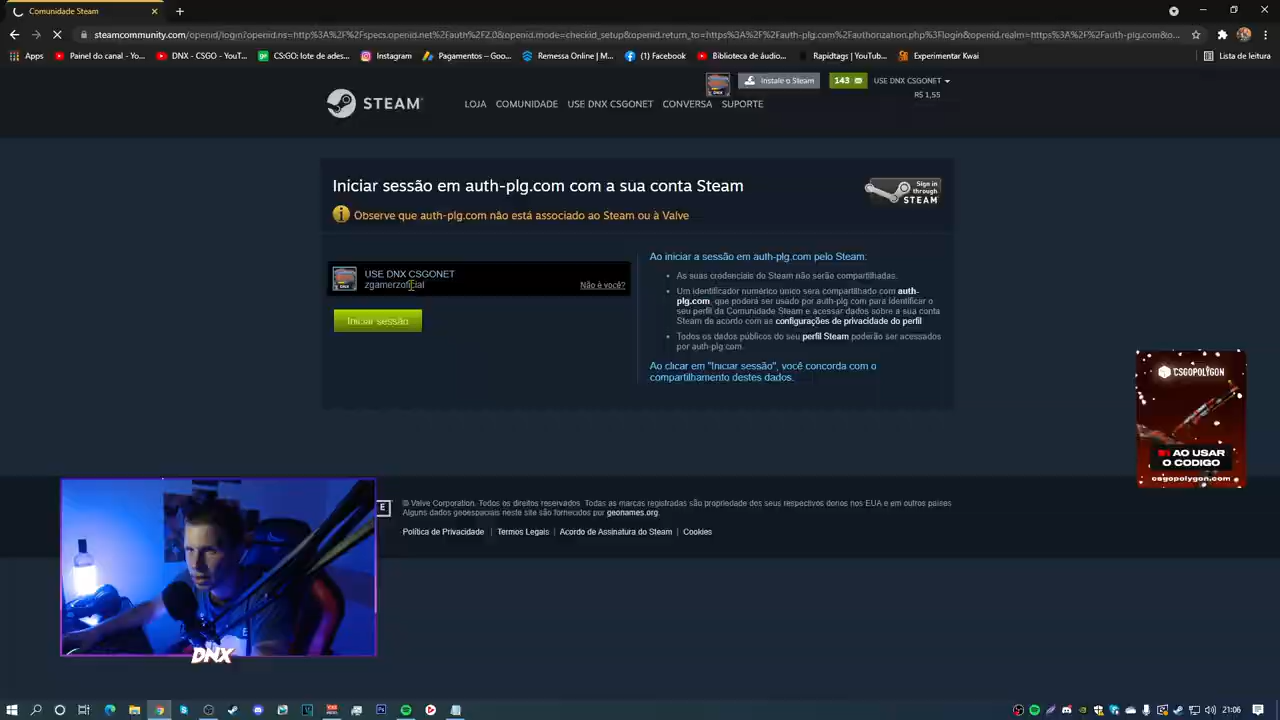 Comunidade Steam
steamcommunity.com/openid/login?openid.ns=http%3A%2F%2Fspecs.openid.net%2Fauth%2F2.0&openid.mode=checkid_setup&openid.return_to=https%3A%2F%2Fauth-plg.com%2Fauthorization.php%3Flogin&openid.realm=https%3A%2F%2Fauth-plg.com&o...
Apps
Painel do canal - Yo...
DNX - CSGO - YouT...
CS:GO: lotes de cria...
Instagram
Pagamentos – Goo...
Remessa Online - M...
(1) Facebook
Biblioteca de áudio...
Rapidtags | YouTub...
Experimentar Kwai
Lista de leitura
Instale o Steam
143
USE DNX CSGONET
R$ 1,55
STEAM
LOJA COMUNIDADE USE DNX CSGONET CONVERSA SUPORTE
Iniciar sessão em auth-plg.com com a sua conta Steam
Sign in
through
STEAM
Observe que auth-plg.com não está associado ao Steam ou à Valve
USE DNX CSGONET
zgamerzoficial
Não é você?
Iniciar sessão
Ao iniciar a sessão em auth-plg.com pelo Steam:
As suas credenciais do Steam não serão compartilhadas.
Um identificador numérico único será compartilhado com auth-
plg.com, que poderá ser usado por auth-plg.com para identificar o
seu perfil da Comunidade Steam e acessar dados sobre a sua conta
Steam de acordo com as configurações de privacidade do perfil
Todos os dados públicos do seu perfil Steam poderão ser acessados
por auth-plg.com.
Ao clicar em "Iniciar sessão", você concorda com o
compartilhamento destes dados.
CSGOPOLYGON
AO USAR
O CODIGO
csgopolygon.com
© Valve Corporation. Todos os direitos reservados. Todas as marcas registradas são propriedade dos seus respectivos donos nos EUA e em outros países.
Alguns dados geoespaciais neste site são fornecidos por geonames.org.
Política de Privacidade | Termos Legais | Acordo de Assinatura do Steam | Cookies
DNX
21:06